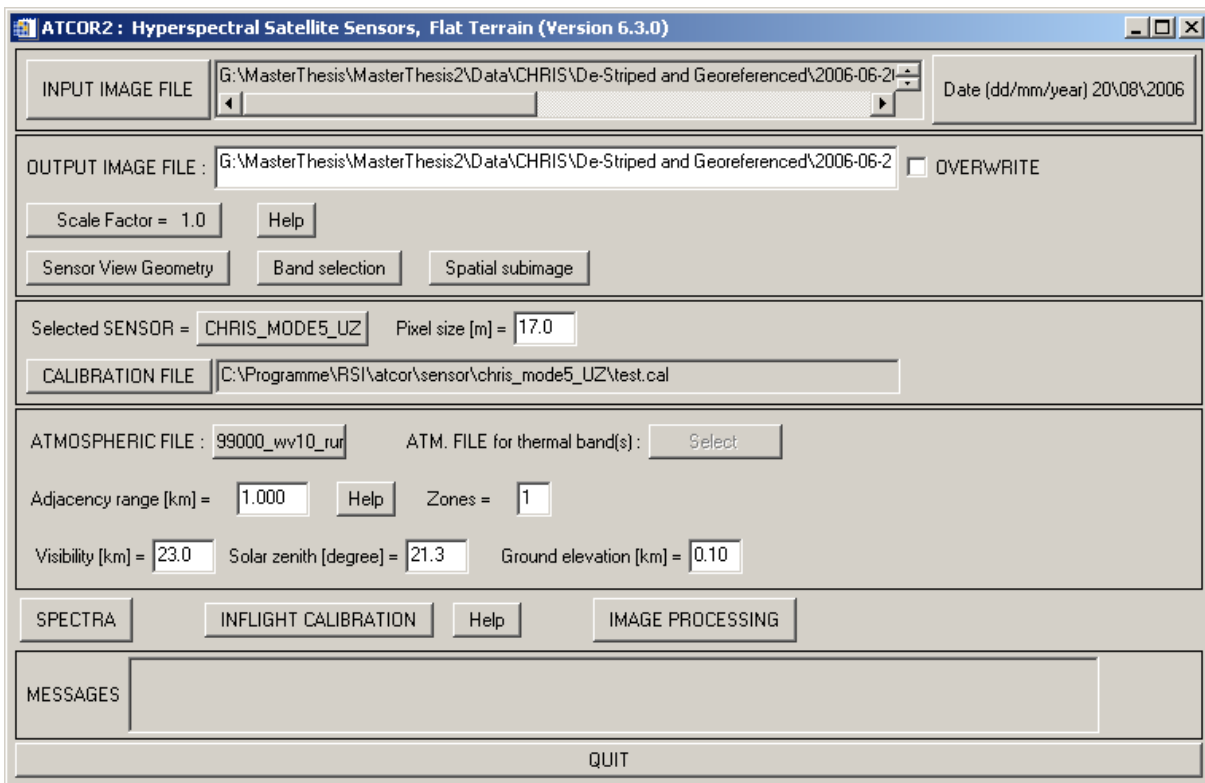 ATCOR2 : Hyperspectral Satellite Sensors, Flat Terrain (Version 6.3.0)
INPUT IMAGE FILE G:\MasterThesis\MasterThesis2\Data\CHRIS\De-Striped and Georeferenced\2006-06-2 Date (dd/mm/year) 20\08\2006
OUTPUT IMAGE FILE : G:\MasterThesis\MasterThesis2\Data\CHRIS\De-Striped and Georeferenced\2006-06-2 OVERWRITE
Scale Factor = 1.0 Help
Sensor View Geometry Band selection Spatial subimage
Selected SENSOR = CHRIS_MODE5_UZ Pixel size [m] = 17.0
CALIBRATION FILE C:\Programme\RSI\atcor\sensor\chris_mode5_UZ\test.cal
ATMOSPHERIC FILE : 99000_wv10_rur ATM. FILE for thermal band(s) : Select
Adjacency range [km] = 1.000 Help Zones = 1
Visibility [km] = 23.0 Solar zenith [degree] = 21.3 Ground elevation [km] = 0.10
SPECTRA INFLIGHT CALIBRATION Help IMAGE PROCESSING
MESSAGES
QUIT